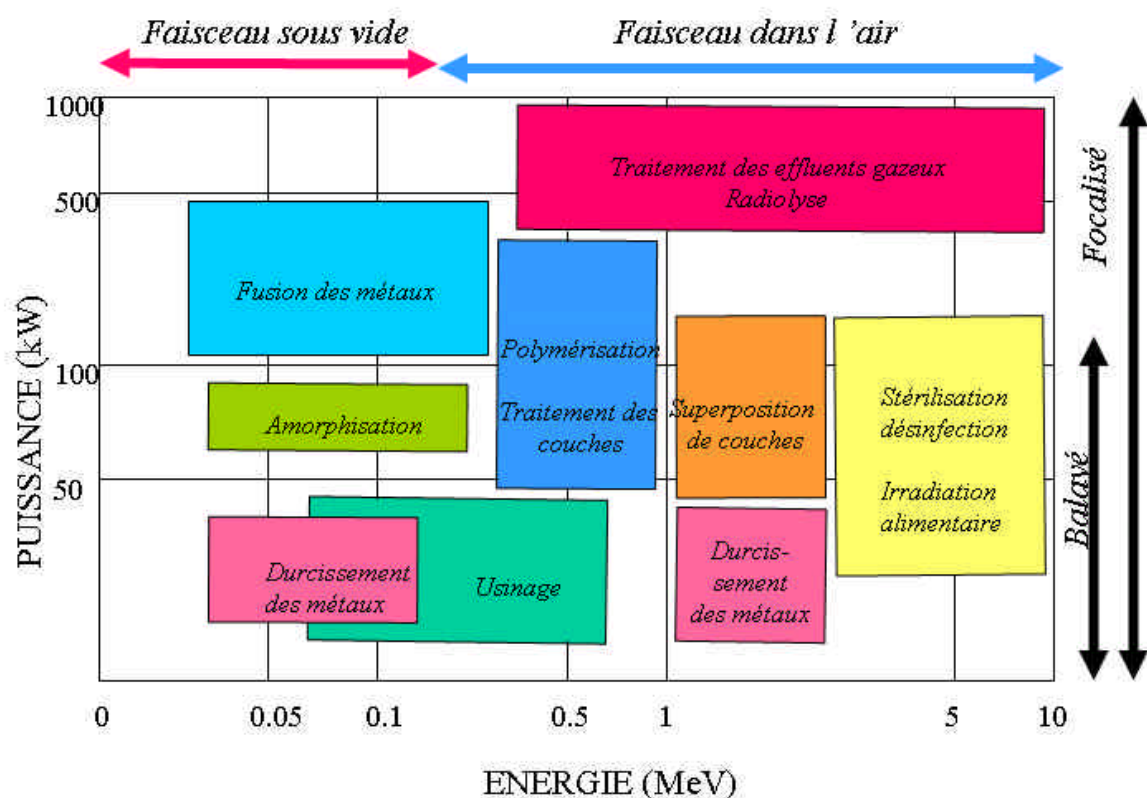 Faisceau sous vide
Faisceau dans l ’air
1000
500
100
50
PUISSANCE (kW)
Traitement des effluents gazeux
Radiolyse
Fusion des métaux
Polymérisation
Traitement des
couches
Superposition
de couches
Stérilisation
désinfection
Irradiation
alimentaire
Amorphisation
Durcissement
des métaux
Usinage
Durcis-
sement
des métaux
Focalisé
Balavé
0
0.05
0.1
0.5
1
5
10
ENERGIE (MeV)